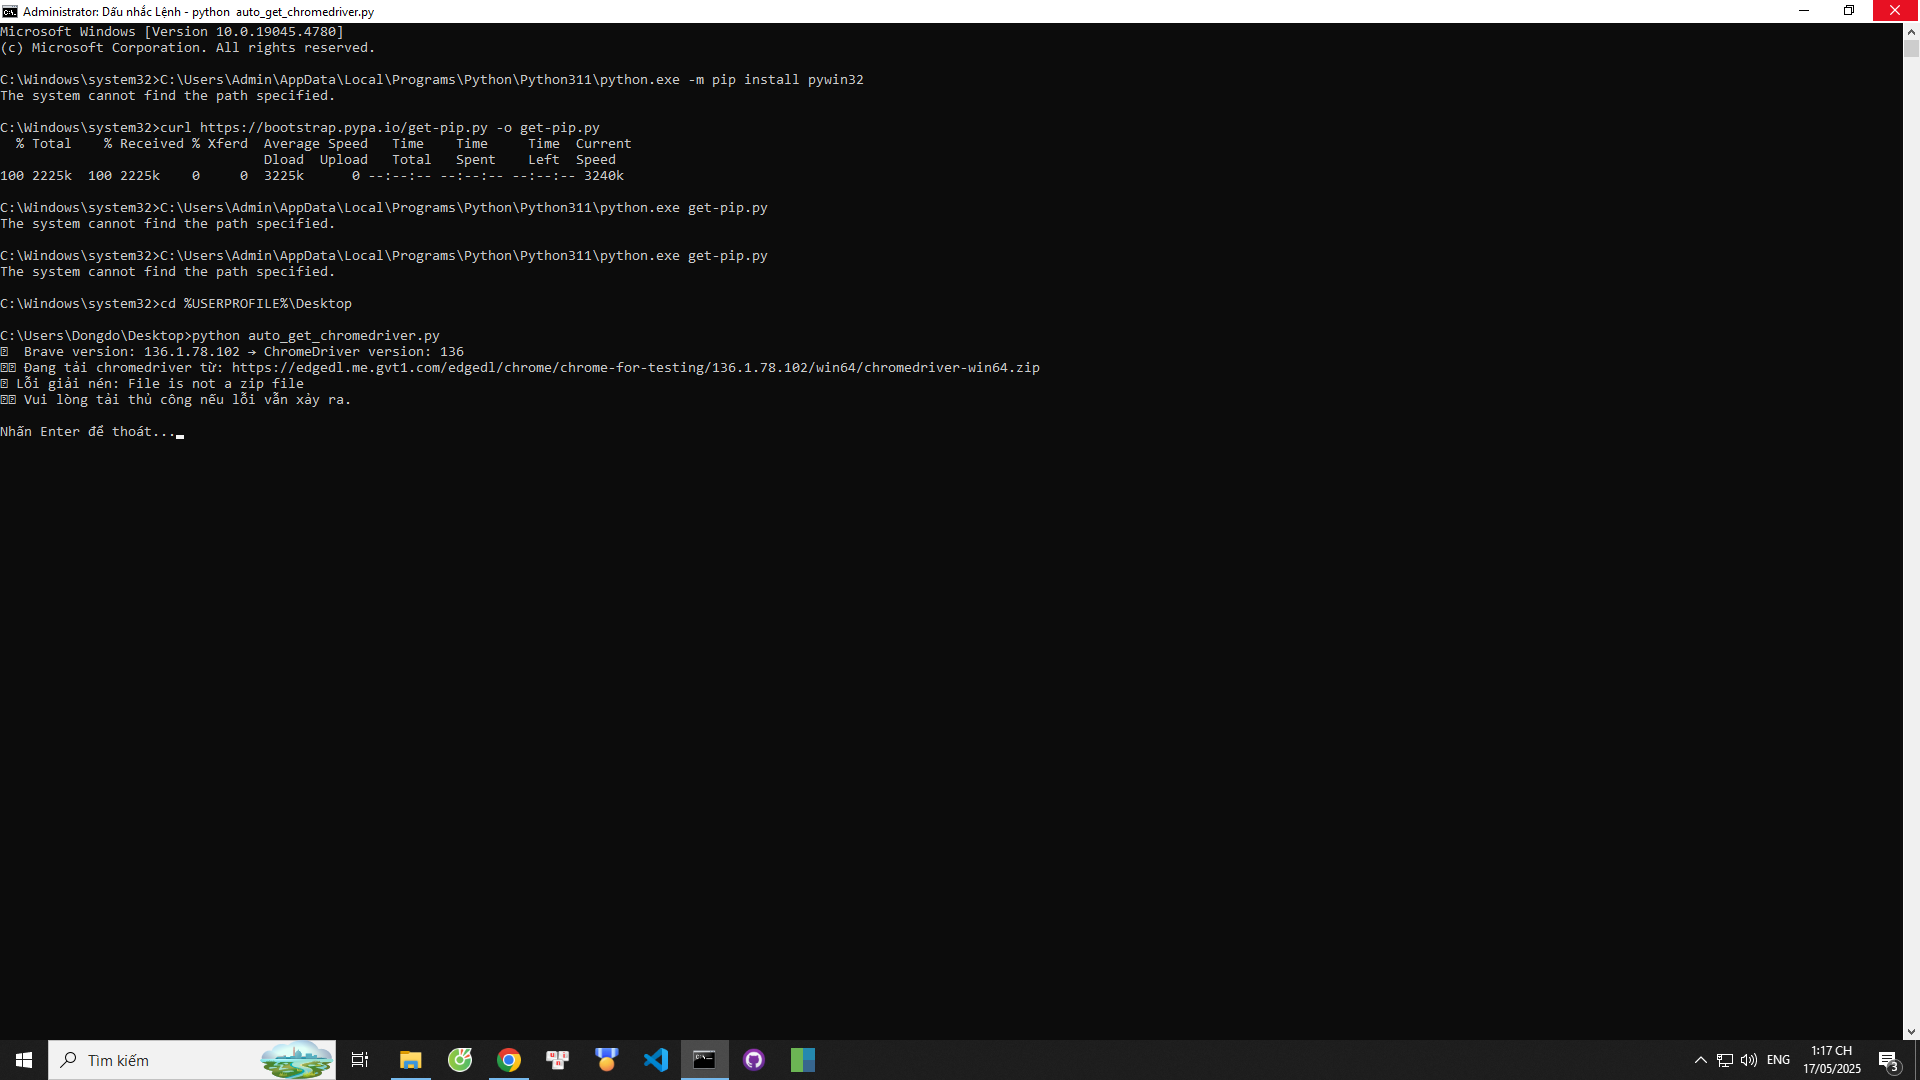 Administrator: Dấu nhắc Lệnh - python  auto_get_chromedriver.py
Microsoft Windows [Version 10.0.19045.4780]
(c) Microsoft Corporation. All rights reserved.
C:\Windows\system32>C:\Users\Admin\AppData\Local\Programs\Python\Python311\python.exe -m pip install pywin32
The system cannot find the path specified.
C:\Windows\system32>curl https://bootstrap.pypa.io/get-pip.py -o get-pip.py
  % Total    % Received % Xferd  Average Speed   Time    Time     Time  Current
                                 Dload  Upload   Total   Spent    Left  Speed
100 2225k  100 2225k    0     0  3225k      0 --:--:-- --:--:-- --:--:-- 3240k
C:\Windows\system32>C:\Users\Admin\AppData\Local\Programs\Python\Python311\python.exe get-pip.py
The system cannot find the path specified.
C:\Windows\system32>C:\Users\Admin\AppData\Local\Programs\Python\Python311\python.exe get-pip.py
The system cannot find the path specified.
C:\Windows\system32>cd %USERPROFILE%\Desktop
C:\Users\Dongdo\Desktop>python auto_get_chromedriver.py
Brave version: 136.1.78.102 → ChromeDriver version: 136
Đang tải chromedriver từ: https://edgedl.me.gvt1.com/edgedl/chrome/chrome-for-testing/136.1.78.102/win64/chromedriver-win64.zip
Lỗi giải nén: File is not a zip file
Vui lòng tải thủ công nếu lỗi vẫn xảy ra.
Nhấn Enter để thoát...
Tìm kiếm
ENG
1:17 CH
17/05/2025
3